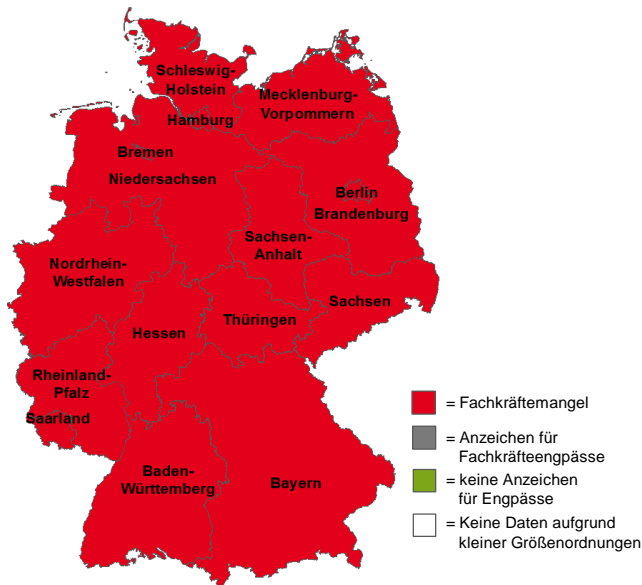 Schleswig-
Holstein
Mecklenburg-
Vorpommern
Hamburg
Bremen
Niedersachsen
Berlin
Brandenburg
Sachsen-
Anhalt
Nordrhein-
Westfalen
Sachsen
Thüringen
Hessen
Rheinland-
Pfalz
Saarland
Baden-
Württemberg
Bayern
= Fachkräftemangel
= Anzeichen für
Fachkräfteengpässe
= keine Anzeichen
für Engpässe
= Keine Daten aufgrund
kleiner Größenordnungen